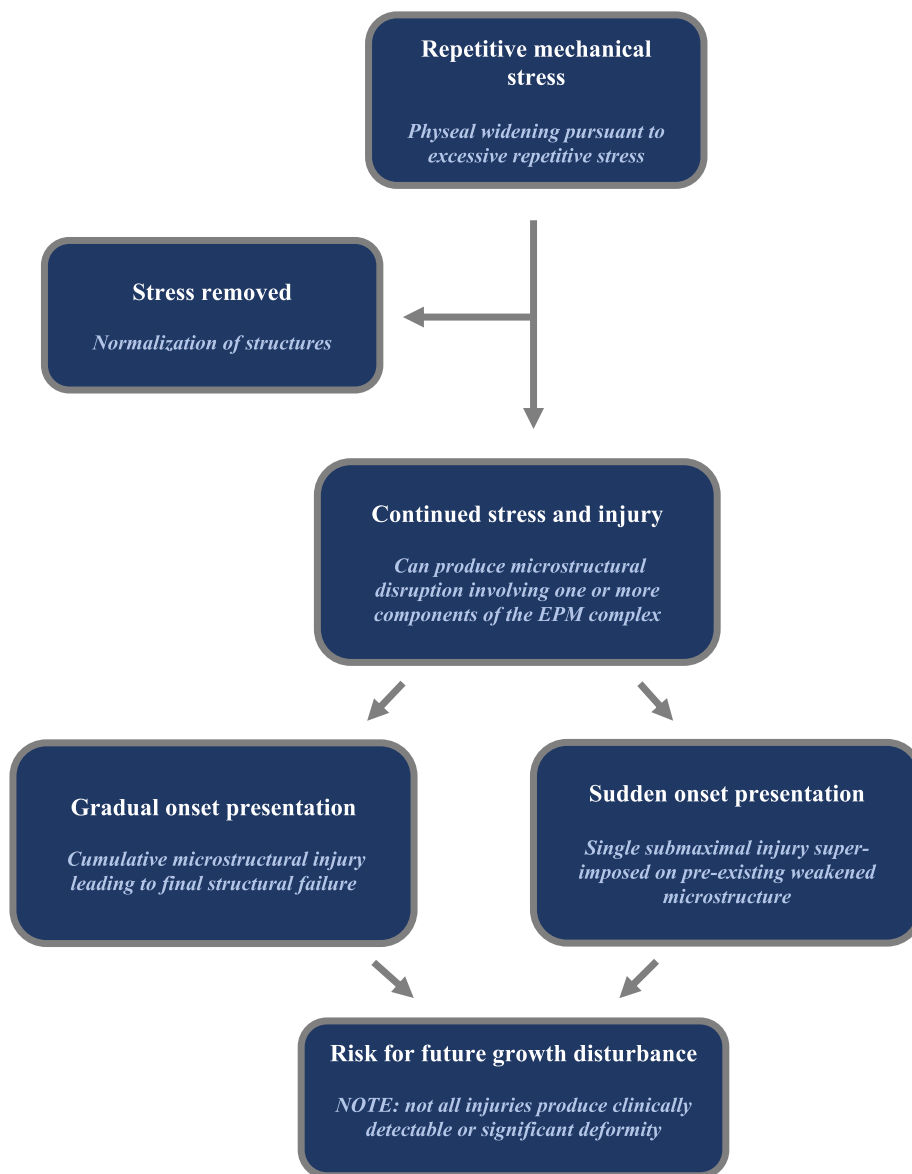 Repetitive mechanical
stress
Physeal widening pursuant to
excessive repetitive stress
Stress removed
Normalization of structures
Continued stress and injury
Can produce microstructural
disruption involving one or more
components of the EPM complex
Gradual onset presentation
Cumulative microstructural injury
leading to final structural failure
Sudden onset presentation
Single submaximal injury super-
imposed on pre-existing weakened
microstructure
Risk for future growth disturbance
NOTE: not all injuries produce clinically
detectable or significant deformity